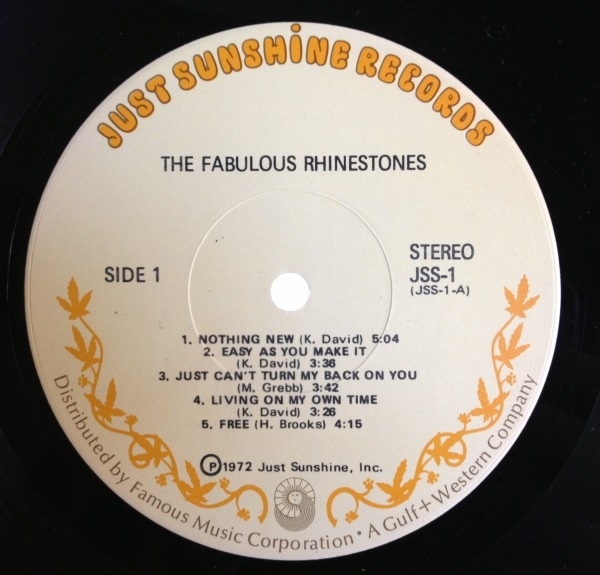 JUST SUNSHINE RECORDS
THE FABULOUS RHINESTONES
SIDE 1
STEREO
JSS-1
(JSS-1-A)
1. NOTHING NEW (K. David) 5:04
2. EASY AS YOU MAKE IT
(K. David) 3:36
3. JUST CAN'T TURN MY BACK ON YOU
(M. Grebb) 3:42
4. LIVING ON MY OWN TIME
(K. David) 3:26
5. FREE (H. Brooks) 4:15
Ⓟ1972 Just Sunshine, Inc.
Distributed by Famous Music Corporation • A Gulf+Western Company